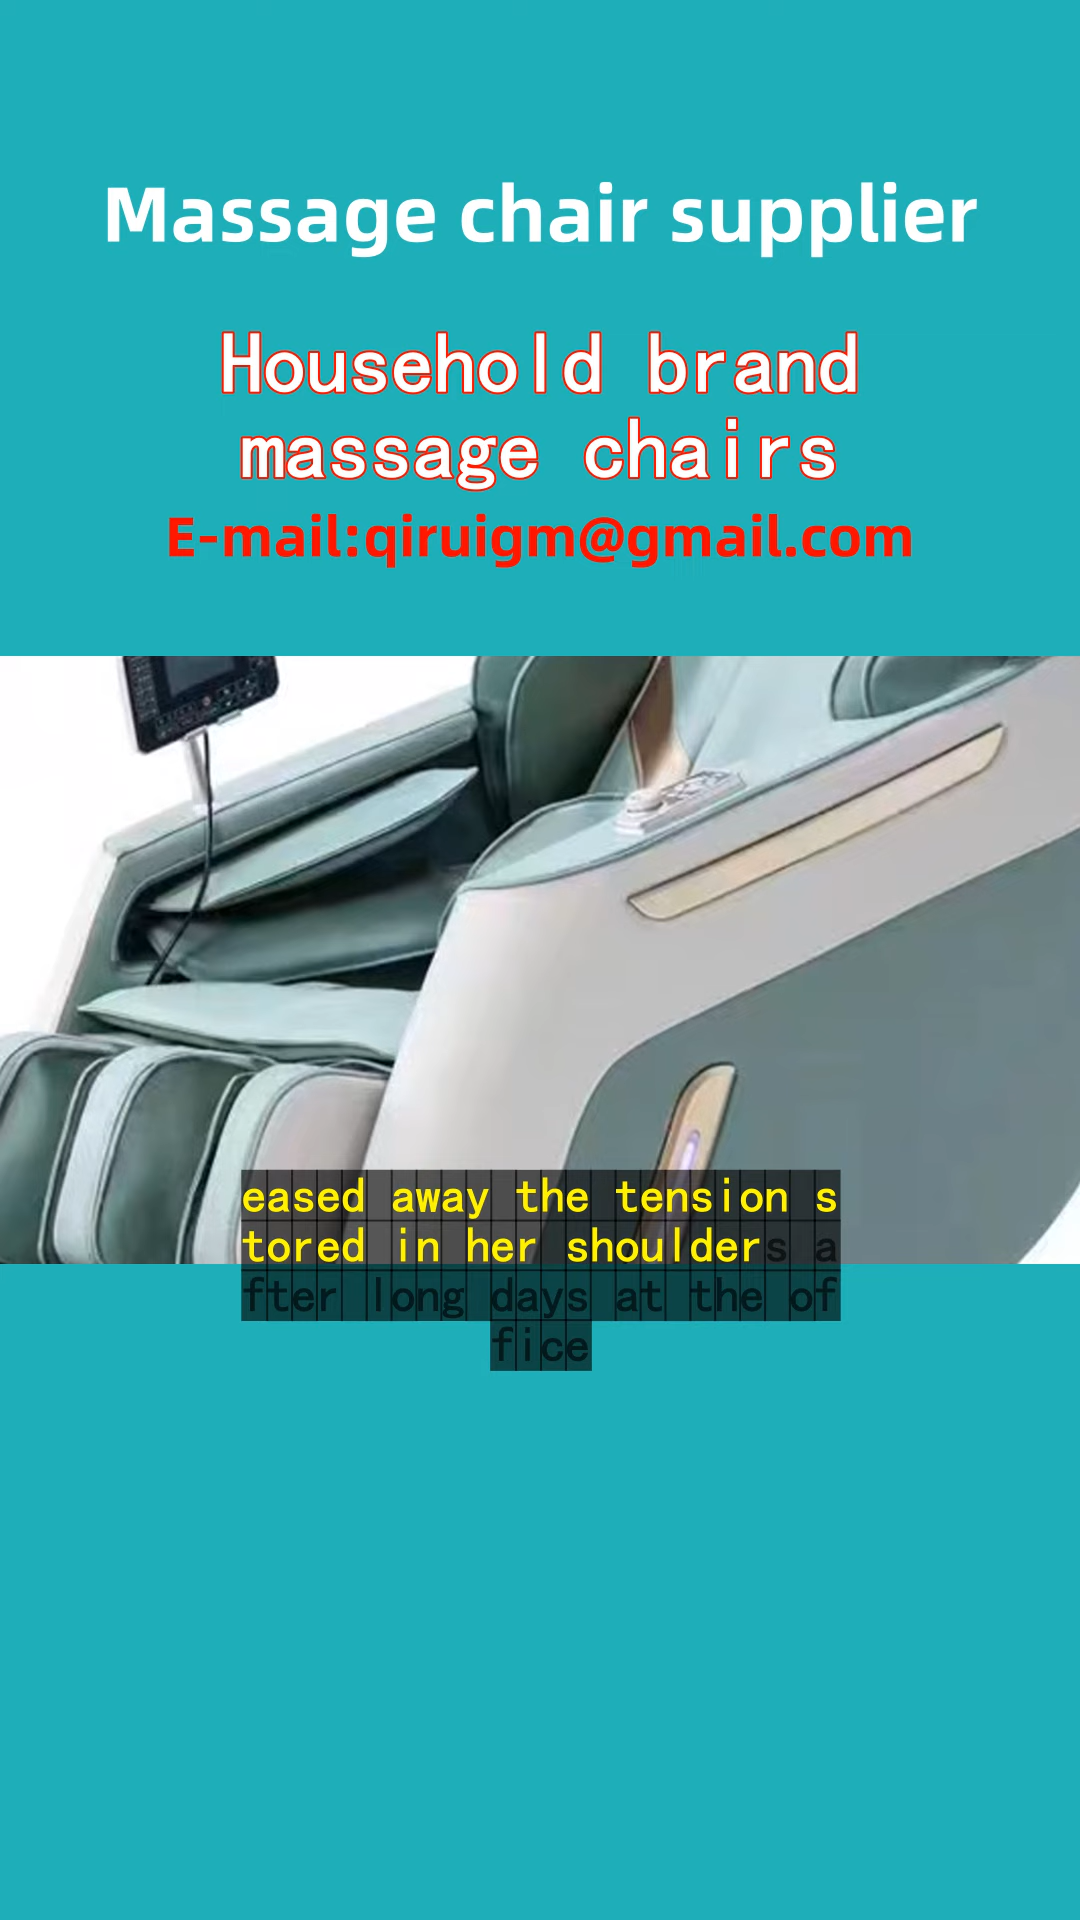 Massage chair supplier
Household brand
massage chairs
E-mail:qiruigm@gmail.com
eased away the tension s
tored in her shoulders a
fter long days at the of
fice